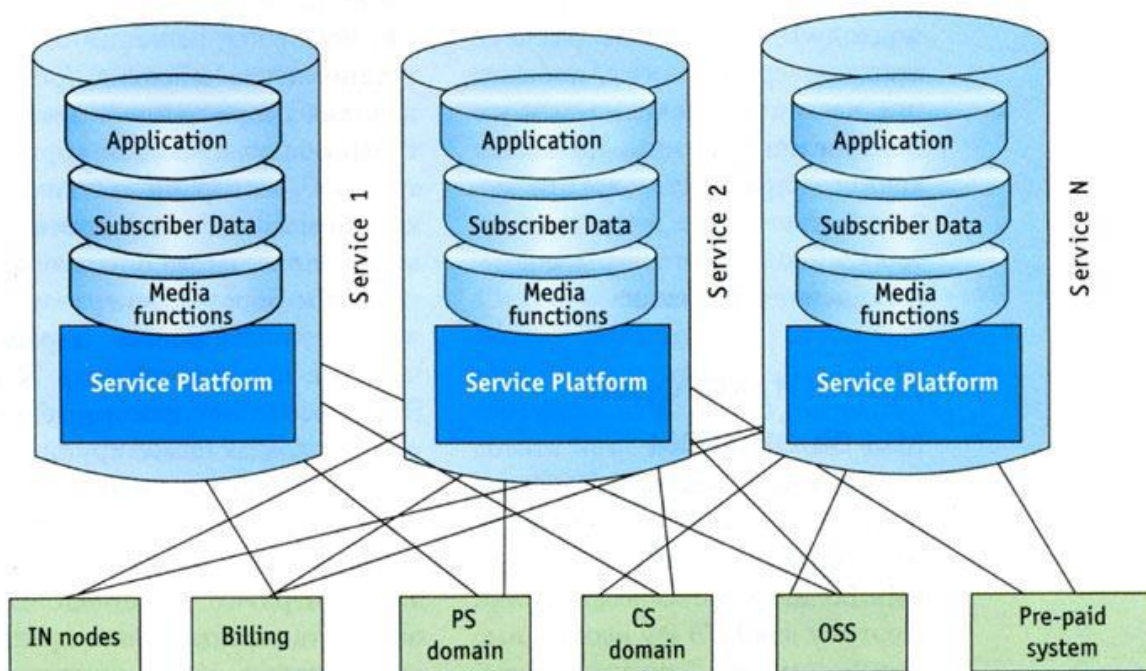 Application
Subscriber Data
Media
functions
Service Platform
Service 1
Application
Subscriber Data
Media
functions
Service Platform
Service 2
Application
Subscriber Data
Media
functions
Service Platform
Service N
IN nodes
Billing
PS
domain
CS
domain
OSS
Pre-paid
system